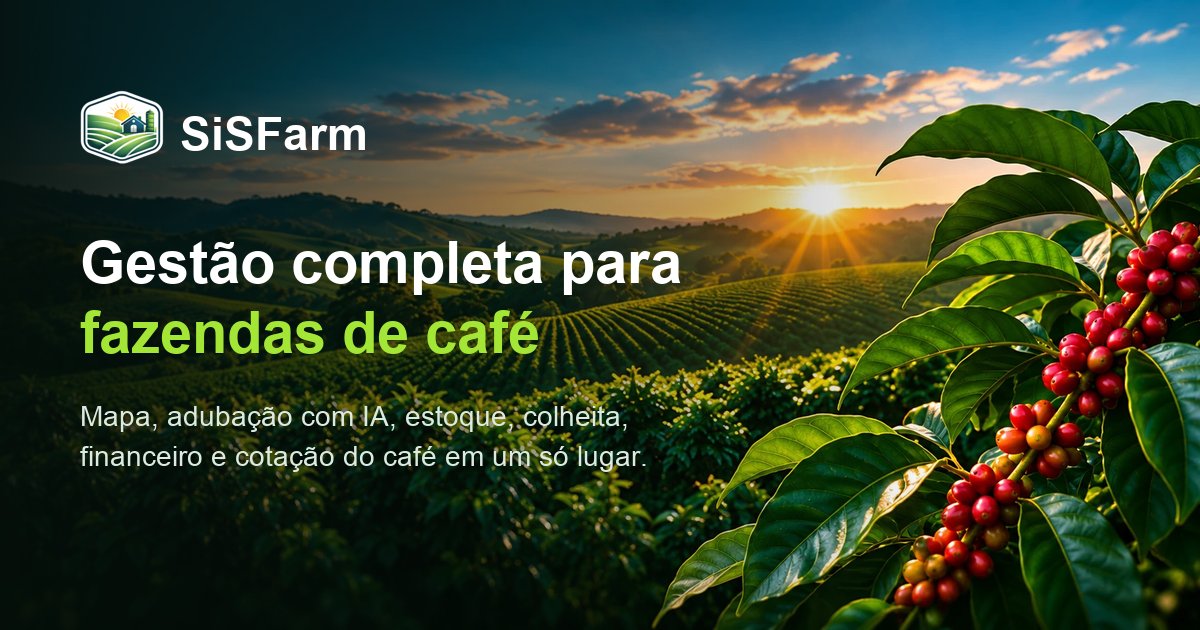 SiSFarm
Gestão completa para
fazendas de café
Mapa, adubação com IA, estoque, colheita,
financeiro e cotação do café em um só lugar.